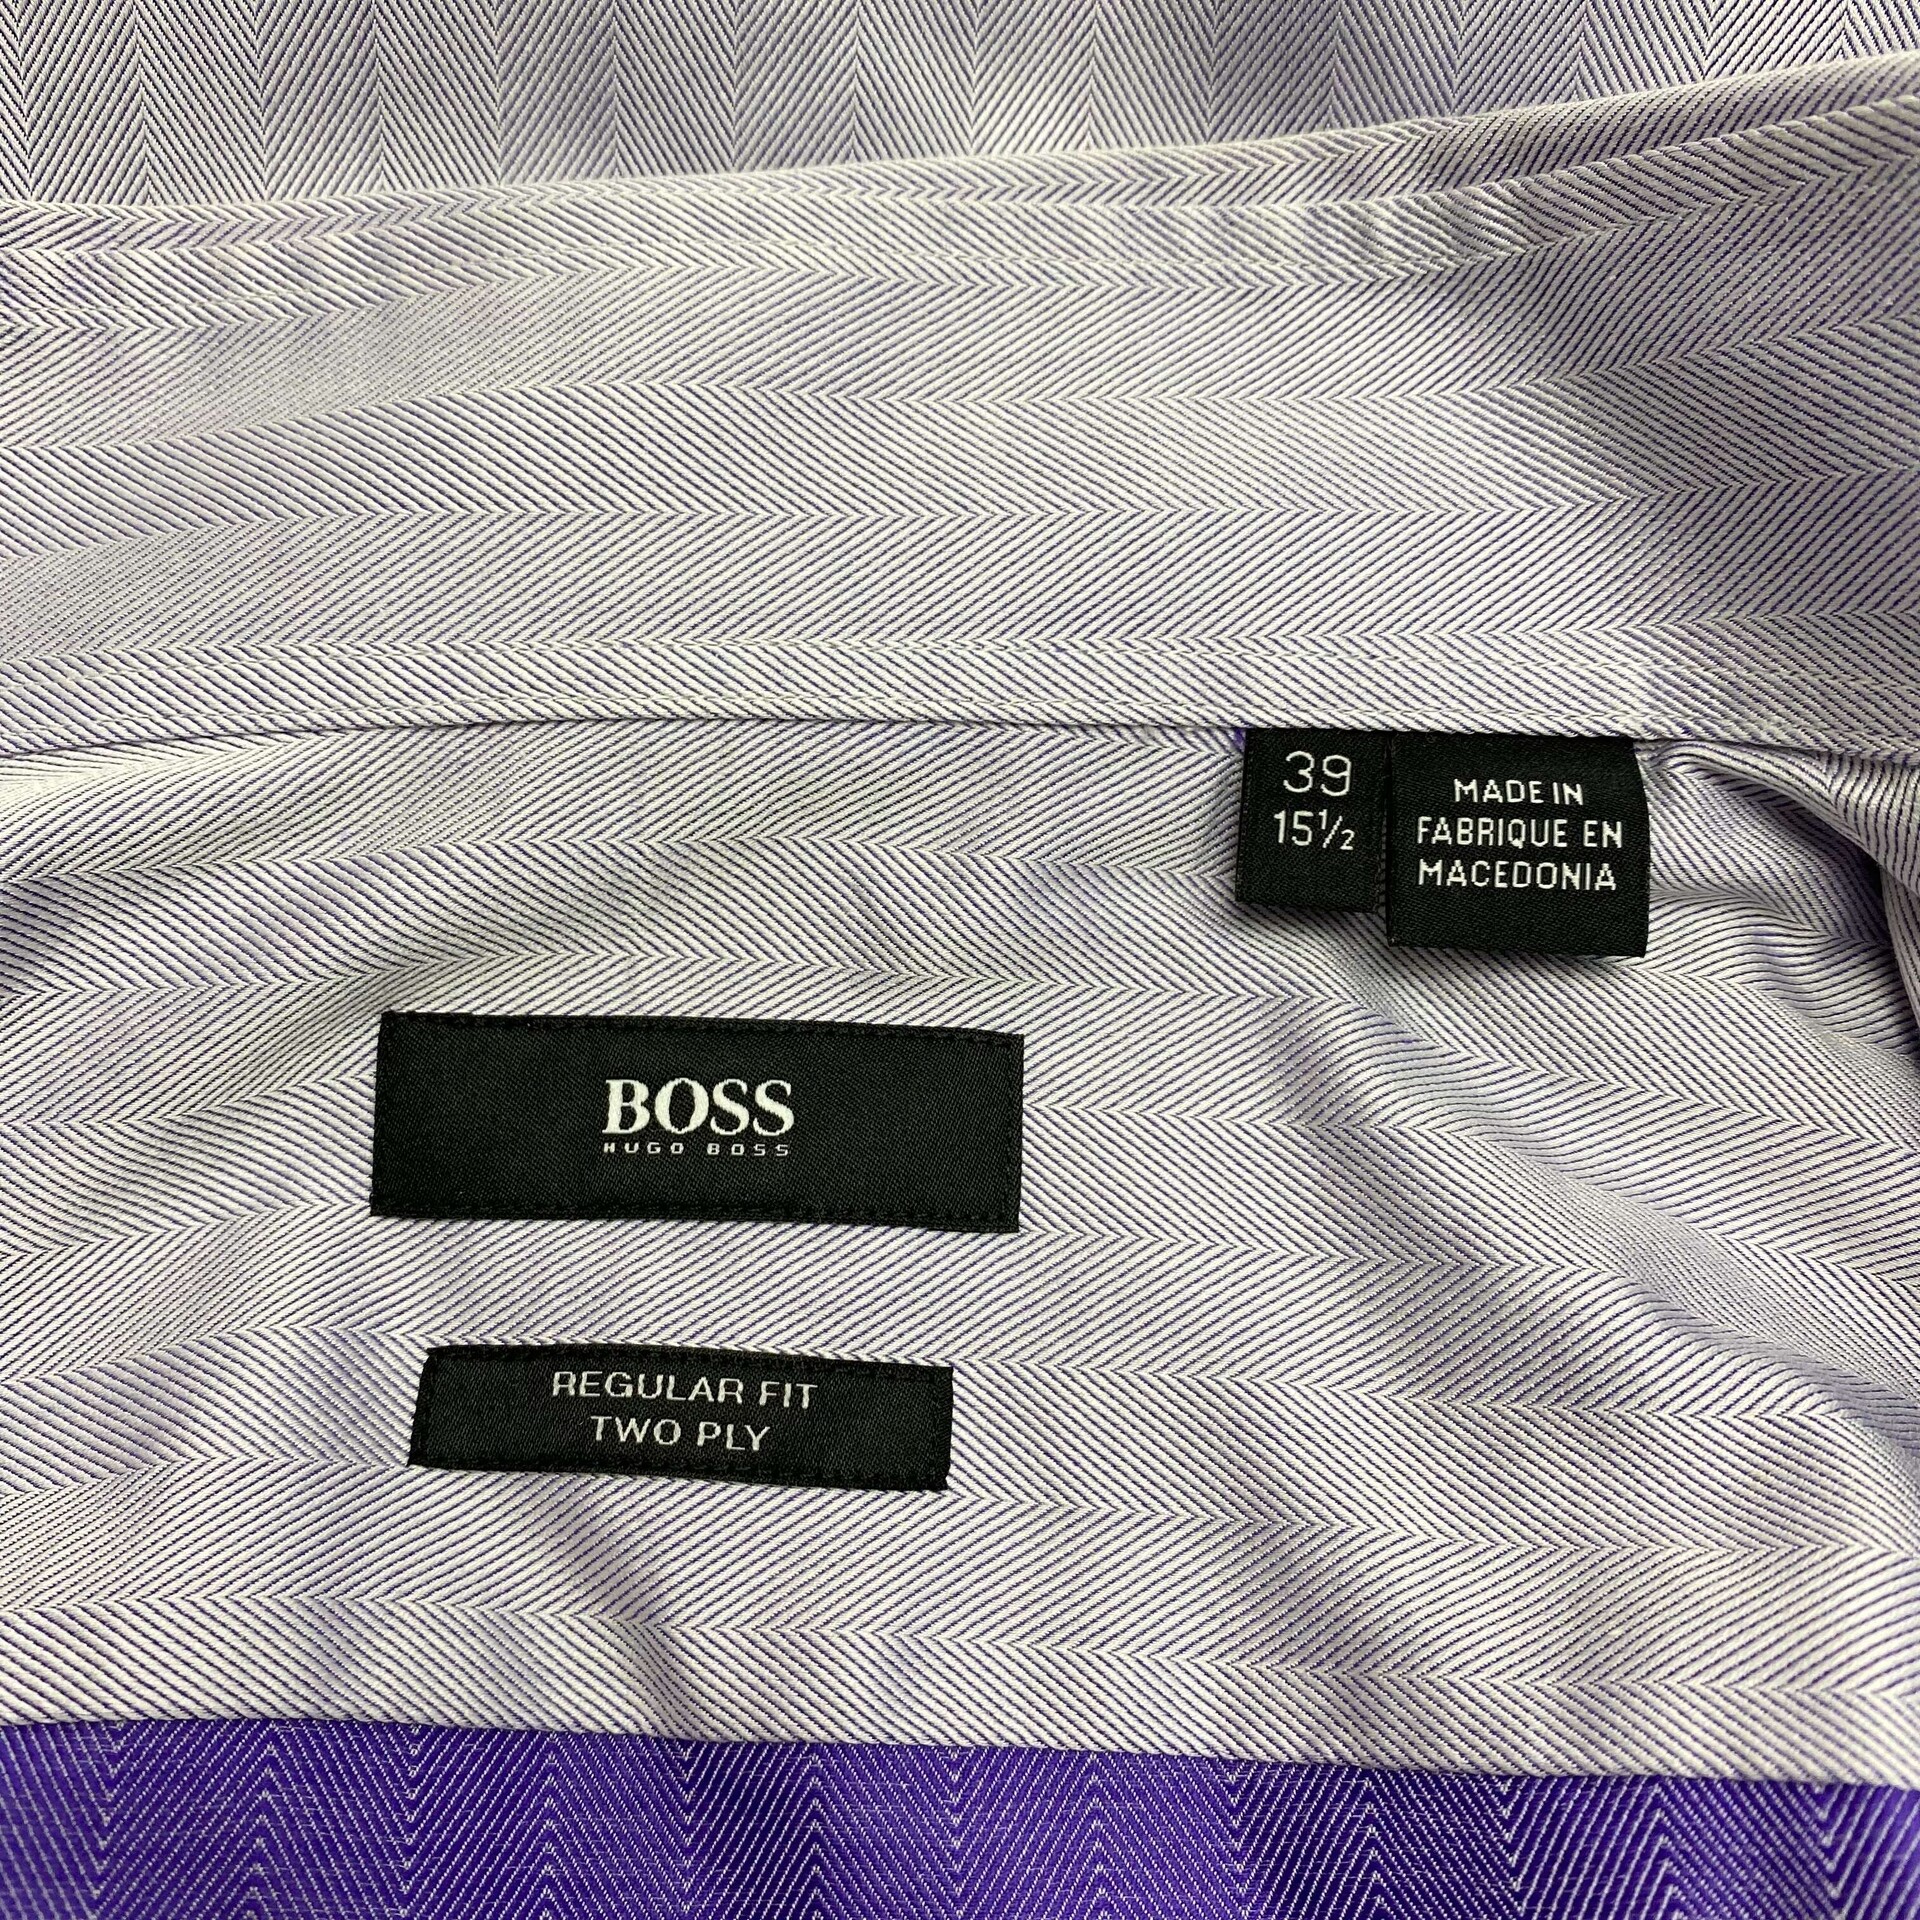 39
15½
MADE IN
FABRIQUE EN
MACEDONIA
BOSS
HUGO BOSS
REGULAR FIT
TWO PLY